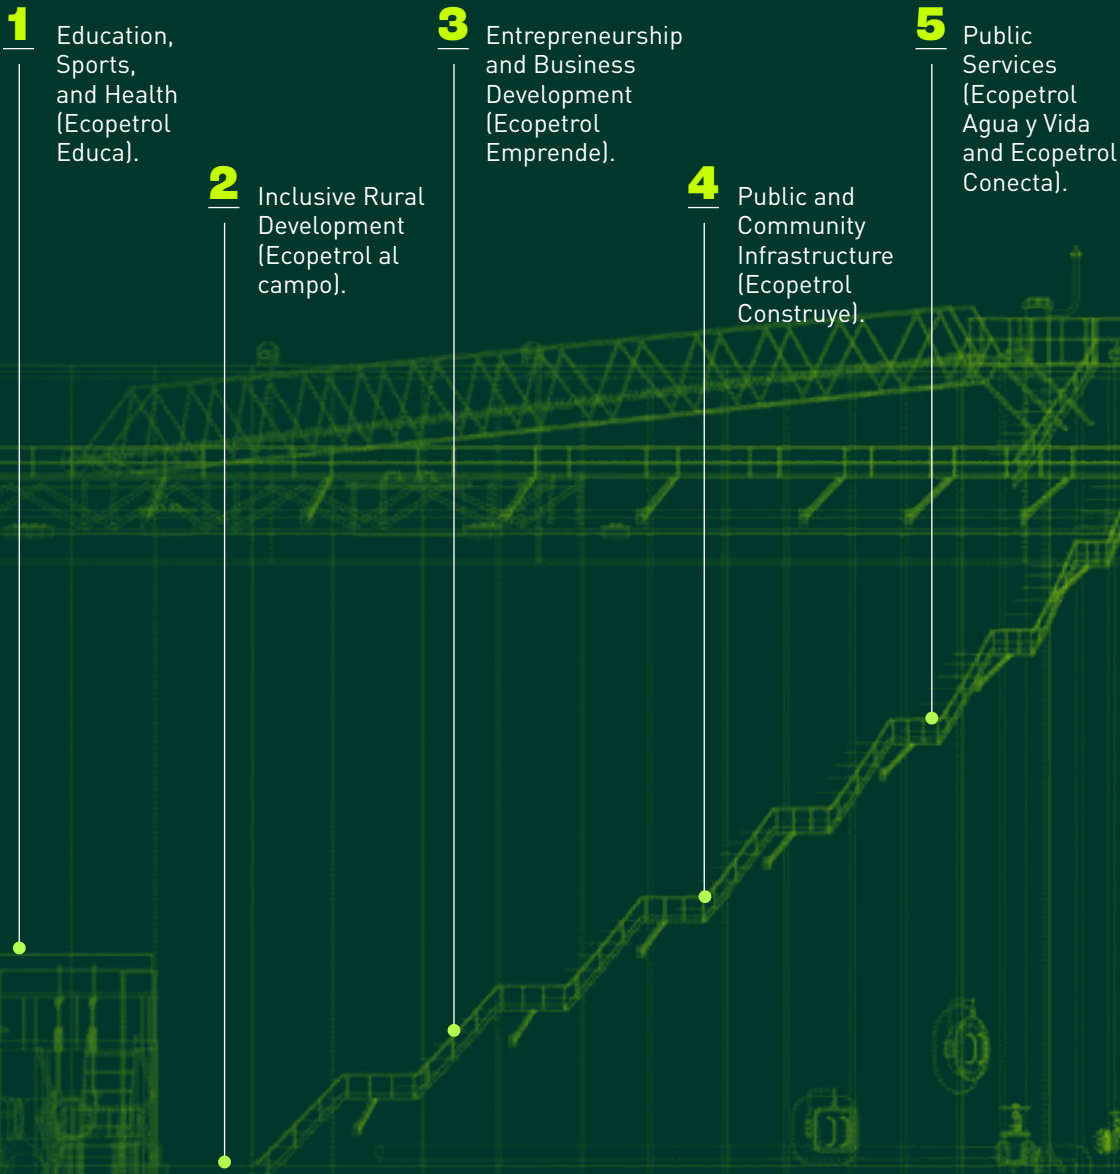 1
Education,
Sports,
and Health
(Ecopetrol
Educa).
2
Inclusive Rural
Development
(Ecopetrol al
campo).
3
Entrepreneurship
and Business
Development
(Ecopetrol
Emprende).
4
Public and
Community
Infrastructure
(Ecopetrol
Construye).
5
Public
Services
(Ecopetrol
Agua y Vida
and Ecopetrol
Conecta).